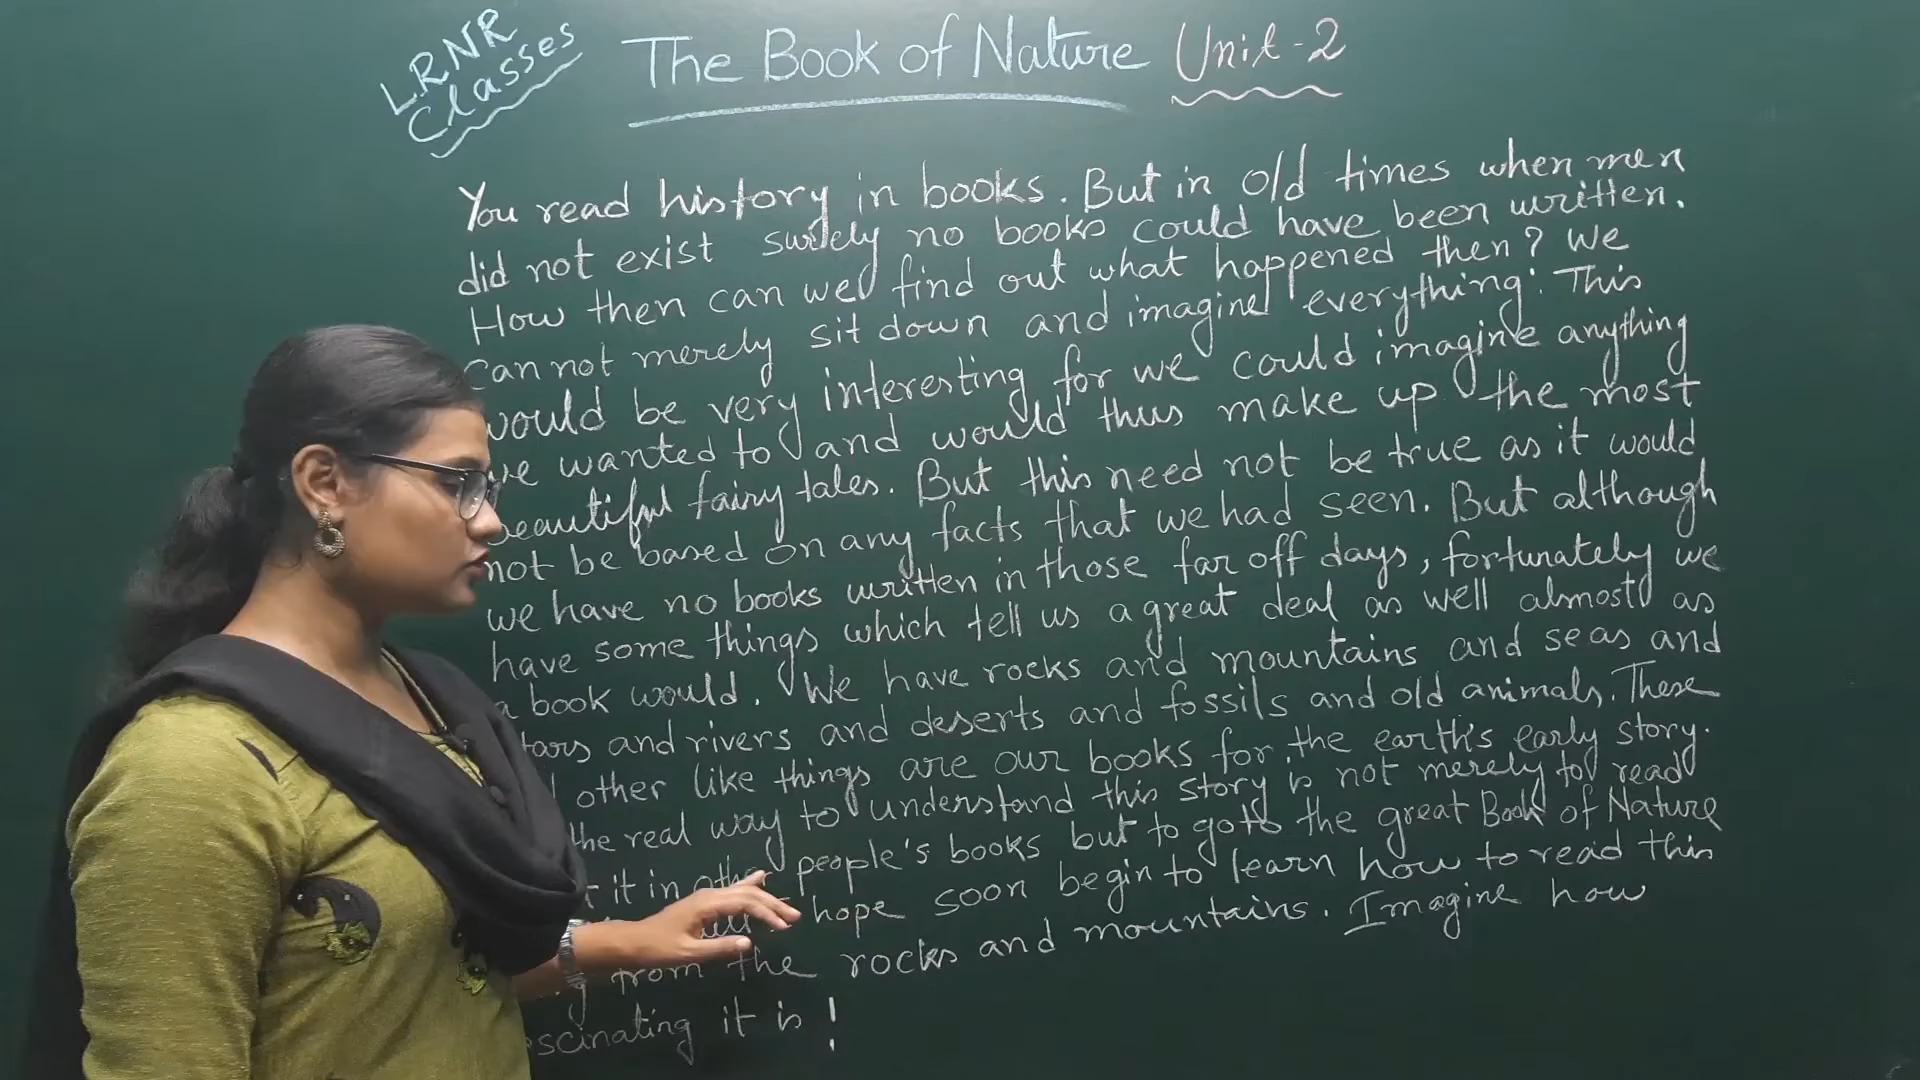 L.R.N.R
Classes
The Book of Nature Unit-2
You read history in books. But in old times when men
did not exist surely no books could have been written.
How then can we find out what happened then? We
cannot merely sit down and imagine everything: This
would be very interesting for we could imagine anything
we wanted to and would thus make up the most
beautiful fairy tales. But this need not be true as it would
not be based on any facts that we had seen. But although
we have no books written in those far off days, fortunately we
have some things which tell us a great deal as well almost as
a book would. We have rocks and mountains and seas and
and rivers and deserts and fossils and old animals. These
other like things are our books for the earth's early story.
the real way to understand this story is not merely to read
it in people's books but to goto the great Book of Nature
hope soon begin to learn how to read this
from the rocks and mountains. Imagine how
it is!